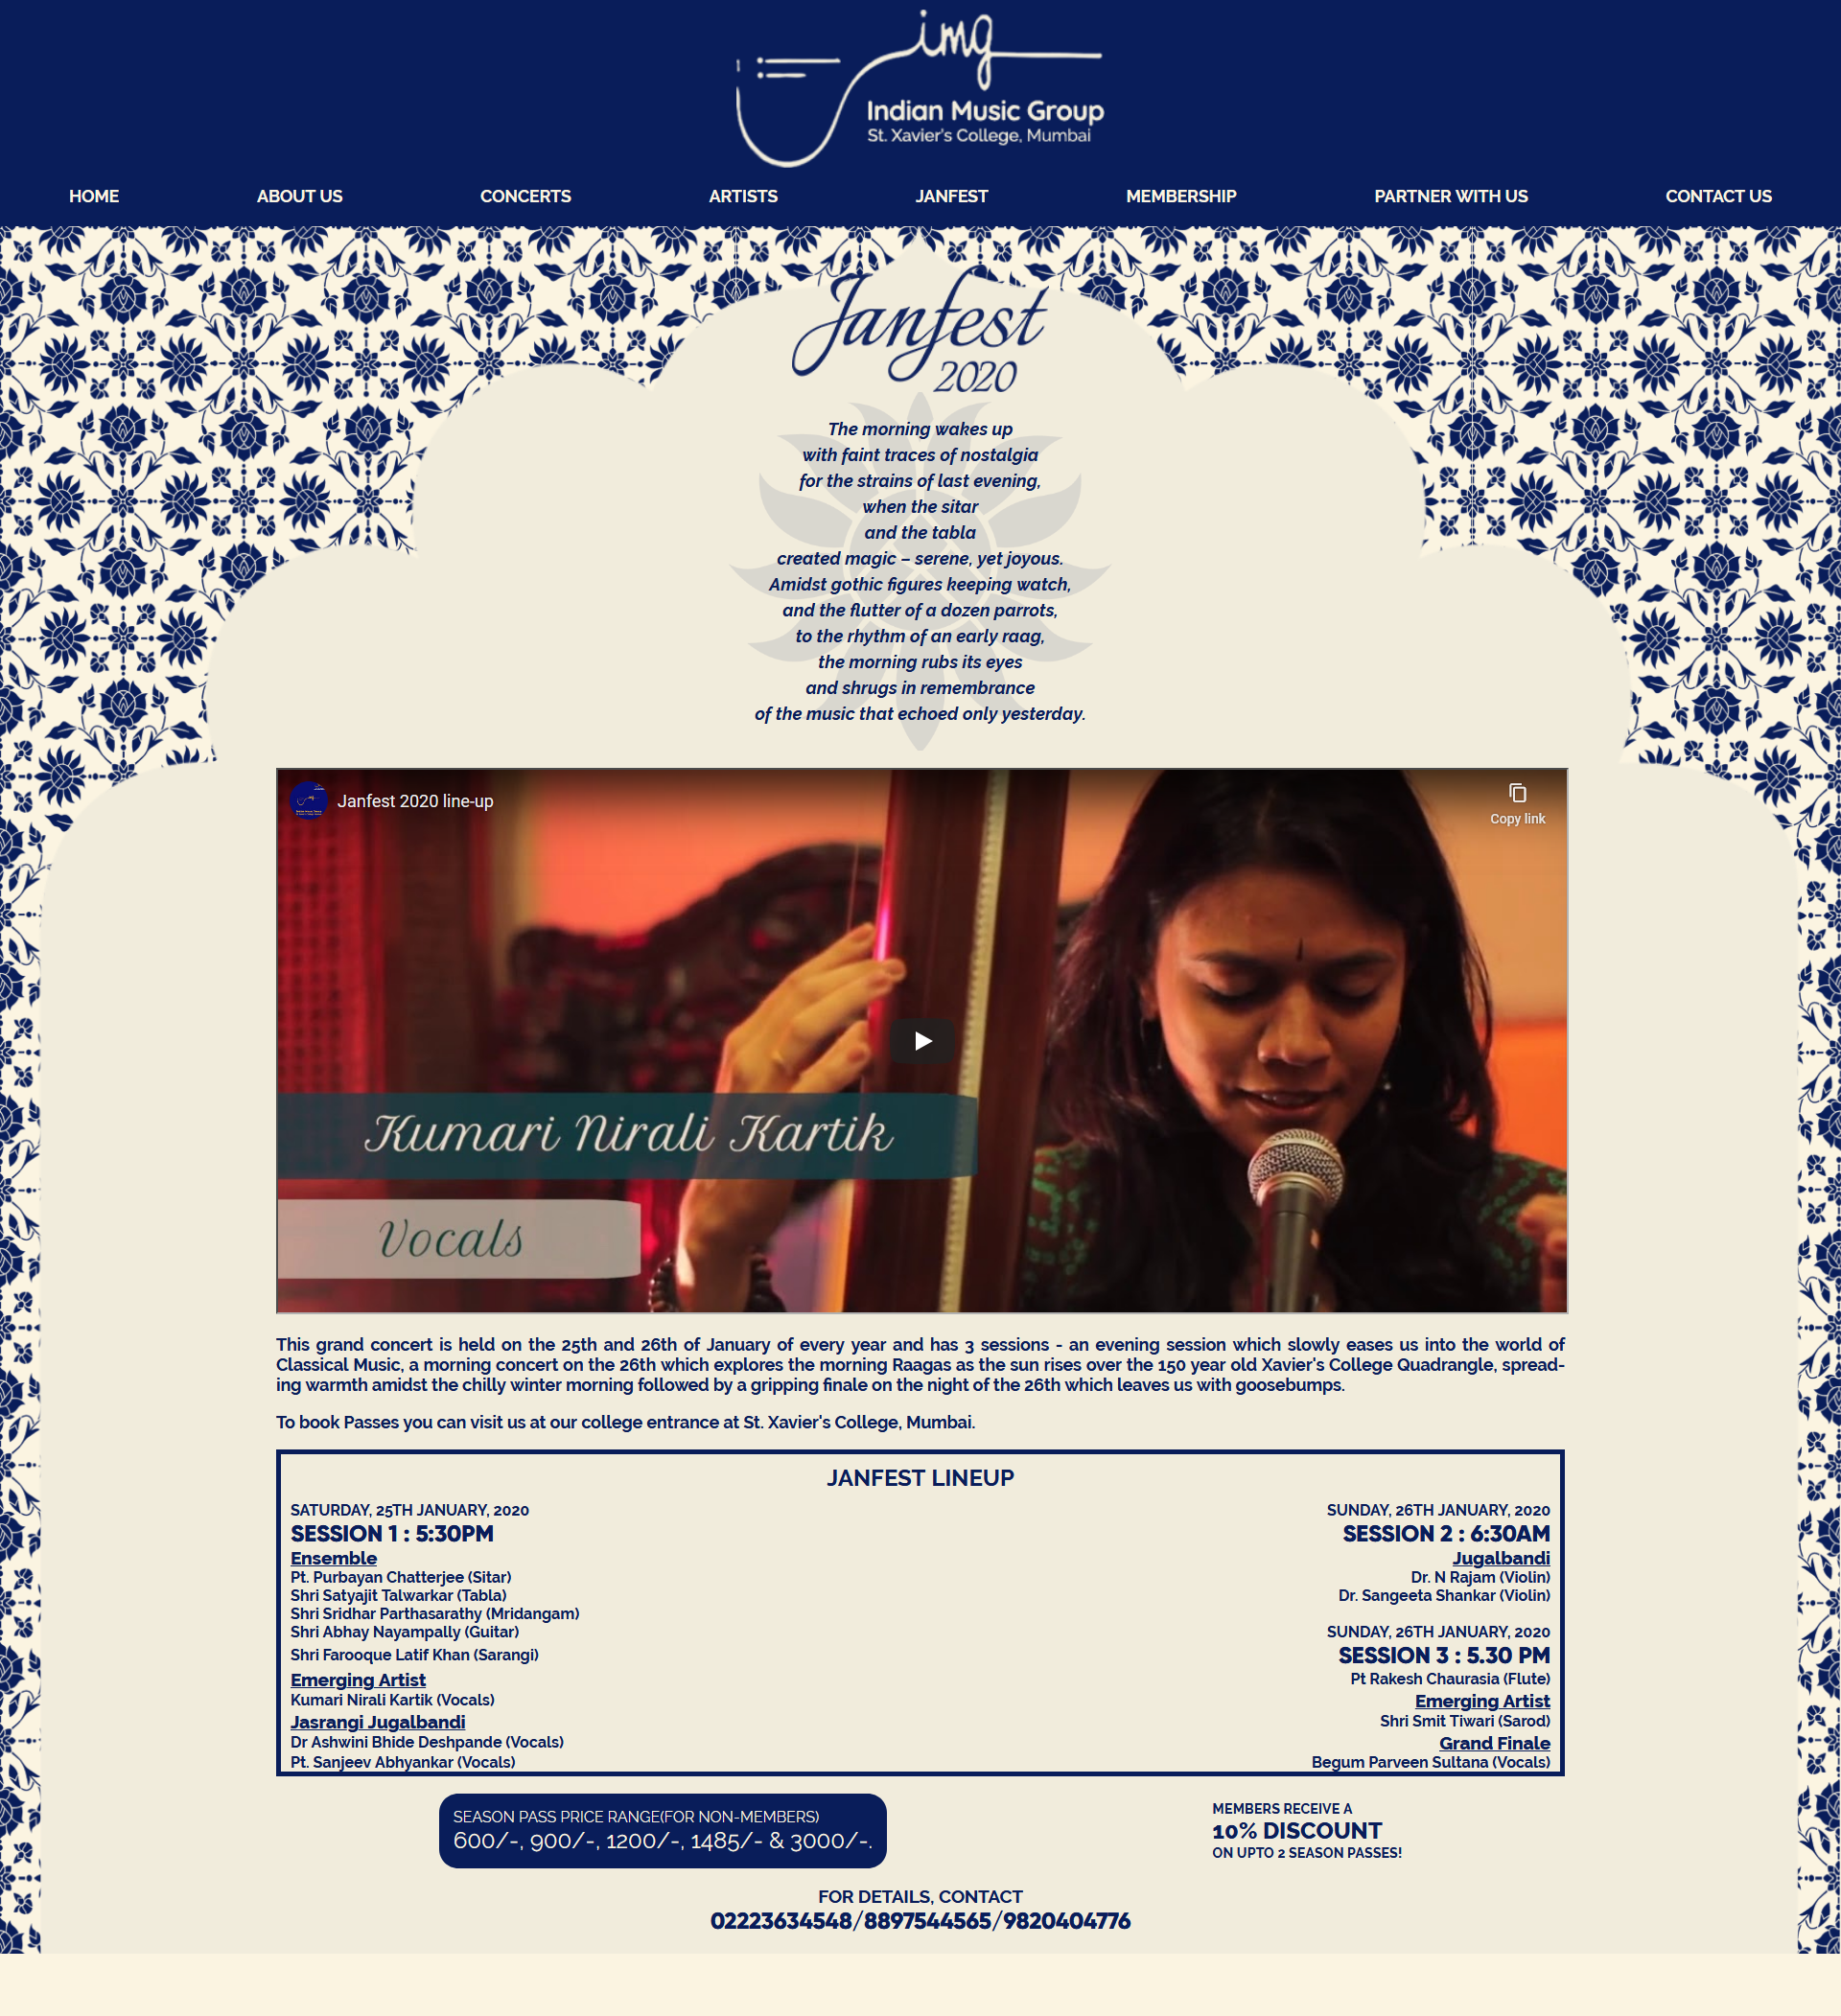 img
Indian Music Group
St. Xavier's College, Mumbai
HOME ABOUT US CONCERTS ARTISTS JANFEST MEMBERSHIP PARTNER WITH US CONTACT US
Janfest
2020
The morning wakes up
with faint traces of nostalgia
for the strains of last evening,
when the sitar
and the tabla
created magic – serene, yet joyous.
Amidst gothic figures keeping watch,
and the flutter of a dozen parrots,
to the rhythm of an early raag,
the morning rubs its eyes
and shrugs in remembrance
of the music that echoed only yesterday.
Janfest 2020 line-up
Copy link
Kumari Nirali Kartik
Vocals
This grand concert is held on the 25th and 26th of January of every year and has 3 sessions - an evening session which slowly eases us into the world of
Classical Music, a morning concert on the 26th which explores the morning Raagas as the sun rises over the 150 year old Xavier's College Quadrangle, spread-
ing warmth amidst the chilly winter morning followed by a gripping finale on the night of the 26th which leaves us with goosebumps.
To book Passes you can visit us at our college entrance at St. Xavier's College, Mumbai.
JANFEST LINEUP
SATURDAY, 25TH JANUARY, 2020
SESSION 1 : 5:30PM
Ensemble
Pt. Purbayan Chatterjee (Sitar)
Shri Satyajit Talwarkar (Tabla)
Shri Sridhar Parthasarathy (Mridangam)
Shri Abhay Nayampally (Guitar)
Shri Farooque Latif Khan (Sarangi)
Emerging Artist
Kumari Nirali Kartik (Vocals)
Jasrangi Jugalbandi
Dr Ashwini Bhide Deshpande (Vocals)
Pt. Sanjeev Abhyankar (Vocals)
SUNDAY, 26TH JANUARY, 2020
SESSION 2 : 6:30AM
Jugalbandi
Dr. N Rajam (Violin)
Dr. Sangeeta Shankar (Violin)
SUNDAY, 26TH JANUARY, 2020
SESSION 3 : 5.30 PM
Pt Rakesh Chaurasia (Flute)
Emerging Artist
Shri Smit Tiwari (Sarod)
Grand Finale
Begum Parveen Sultana (Vocals)
SEASON PASS PRICE RANGE(FOR NON-MEMBERS)
600/-, 900/-, 1200/-, 1485/- & 3000/-.
MEMBERS RECEIVE A
10% DISCOUNT
ON UPTO 2 SEASON PASSES!
FOR DETAILS, CONTACT
02223634548/8897544565/9820404776